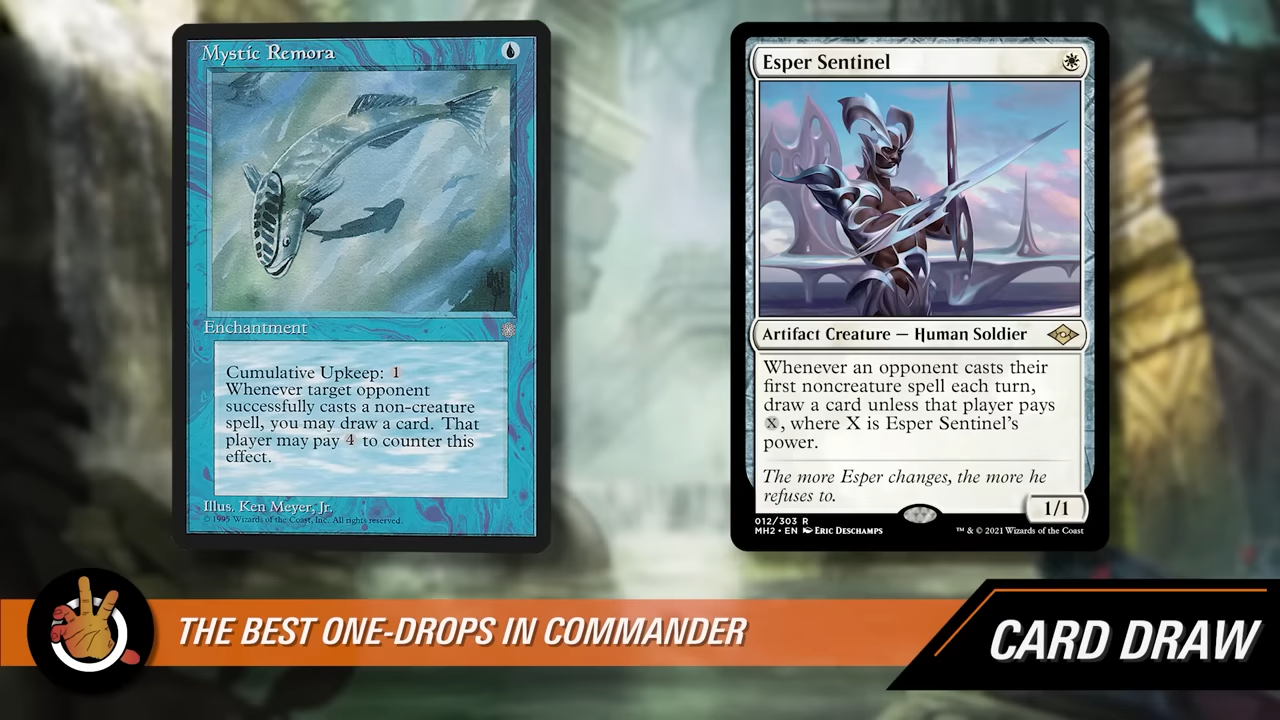 Mystic Remora
Enchantment
Cumulative Upkeep: 1
Whenever target opponent
successfully casts a non-creature
spell, you may draw a card. That
player may pay 4 to counter this
effect.
Illus. Ken Meyer, Jr.
© 1995 Wizards of the Coast, Inc. All rights reserved.
Esper Sentinel
Artifact Creature — Human Soldier
Whenever an opponent casts their
first noncreature spell each turn,
draw a card unless that player pays
X, where X is Esper Sentinel's
power.
The more Esper changes, the more he
refuses to.
1/1
012/303 R
MH2 • EN Eric Deschamps
™ & © 2021 Wizards of the Coast
THE BEST ONE-DROPS IN COMMANDER
CARD DRAW